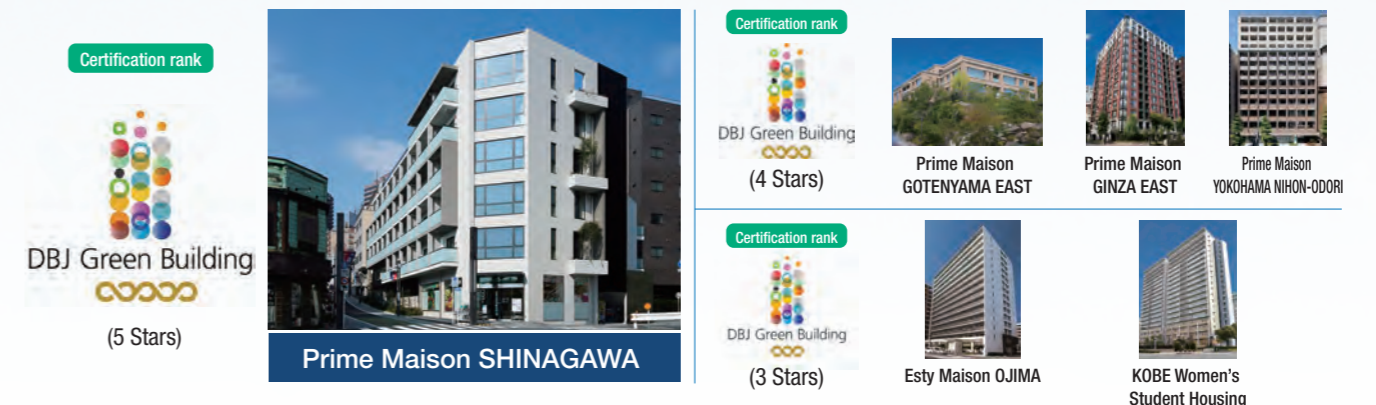 Certification rank
DBJ Green Building
(5 Stars)
Prime Maison SHINAGAWA
Certification rank
DBJ Green Building
(4 Stars)
Prime Maison
GOTENYAMA EAST
Prime Maison
GINZA EAST
Prime Maison
YOKOHAMA NIHON-ODORI
Certification rank
DBJ Green Building
(3 Stars)
Esty Maison OJIMA
KOBE Women's
Student Housing